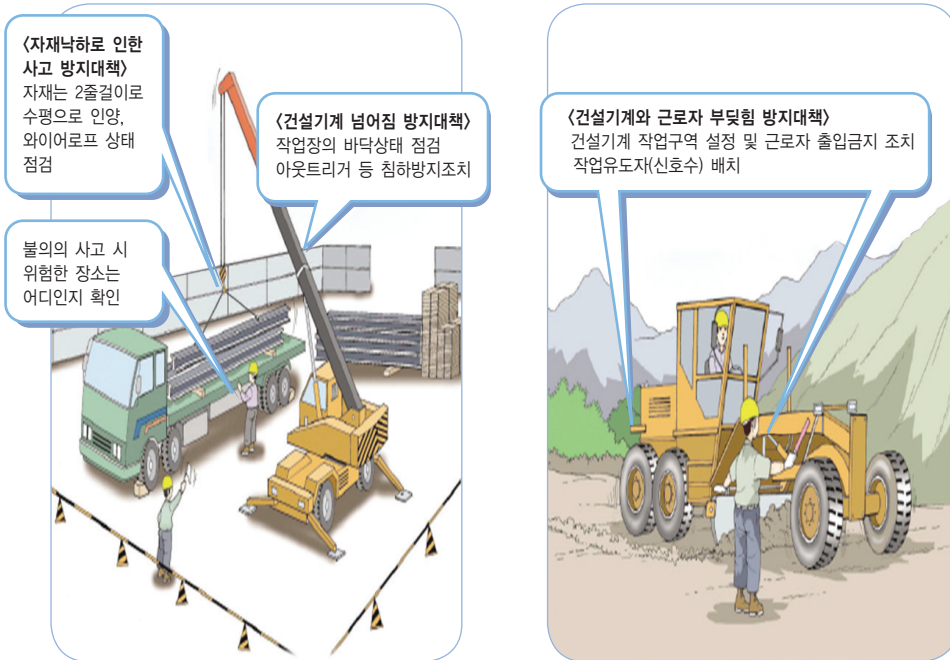 〈자재낙하로 인한
사고 방지대책〉
자재는 2줄걸이로
수평으로 인양,
와이어로프 상태
점검
〈건설기계 넘어짐 방지대책〉
작업장의 바닥상태 점검
아웃트리거 등 침하방지조치
불의의 사고 시
위험한 장소는
어디인지 확인
〈건설기계와 근로자 부딪힘 방지대책〉
건설기계 작업구역 설정 및 근로자 출입금지 조치
작업유도자(신호수) 배치